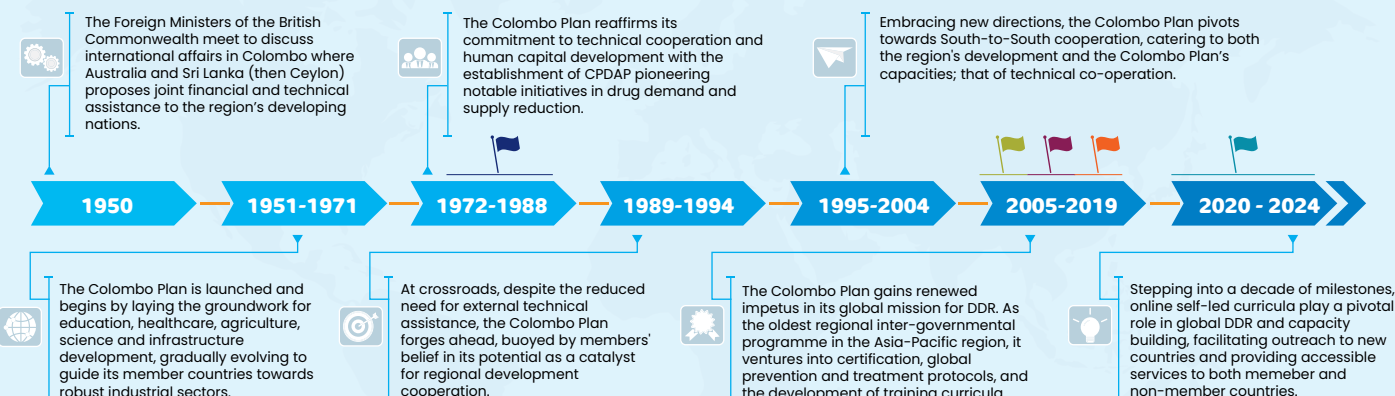 The Foreign Ministers of the British
Commonwealth meet to discuss
international affairs in Colombo where
Australia and Sri Lanka (then Ceylon)
proposes joint financial and technical
assistance to the region's developing
nations.
The Colombo Plan reaffirms its
commitment to technical cooperation and
human capital development with the
establishment of CPDAP pioneering
notable initiatives in drug demand and
supply reduction.
Embracing new directions, the Colombo Plan pivots
towards South-to-South cooperation, catering to both
the region's development and the Colombo Plan's
capacities; that of technical co-operation.
1950
1951-1971
1972-1988
1989-1994
1995-2004
2005-2019
2020 - 2024
The Colombo Plan is launched and
begins by laying the groundwork for
education, healthcare, agriculture,
science and infrastructure
development, gradually evolving to
guide its member countries towards
robust industrial sectors.
At crossroads, despite the reduced
need for external technical
assistance, the Colombo Plan
forges ahead, buoyed by members'
belief in its potential as a catalyst
for regional development
cooperation.
The Colombo Plan gains renewed
impetus in its global mission for DDR. As
the oldest regional inter-governmental
programme in the Asia-Pacific region, it
ventures into certification, global
prevention and treatment protocols, and
the development of training curricula
Stepping into a decade of milestones,
online self-led curricula play a pivotal
role in global DDR and capacity
building, facilitating outreach to new
countries and providing accessible
services to both memeber and
non-member countries.